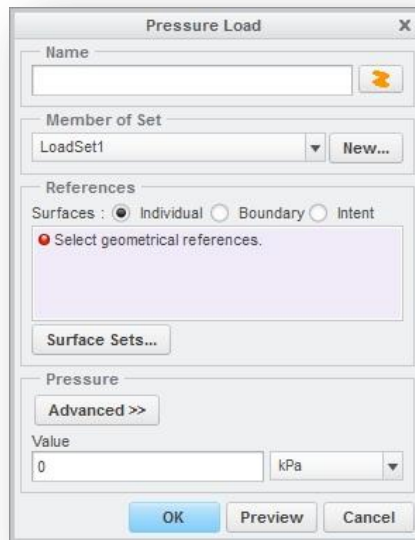 Pressure Load X
Name
Member of Set
LoadSet1 New...
References
Surfaces : Individual Boundary Intent
Select geometrical references.
Surface Sets...
Pressure
Advanced >>
Value
0 kPa
OK Preview Cancel